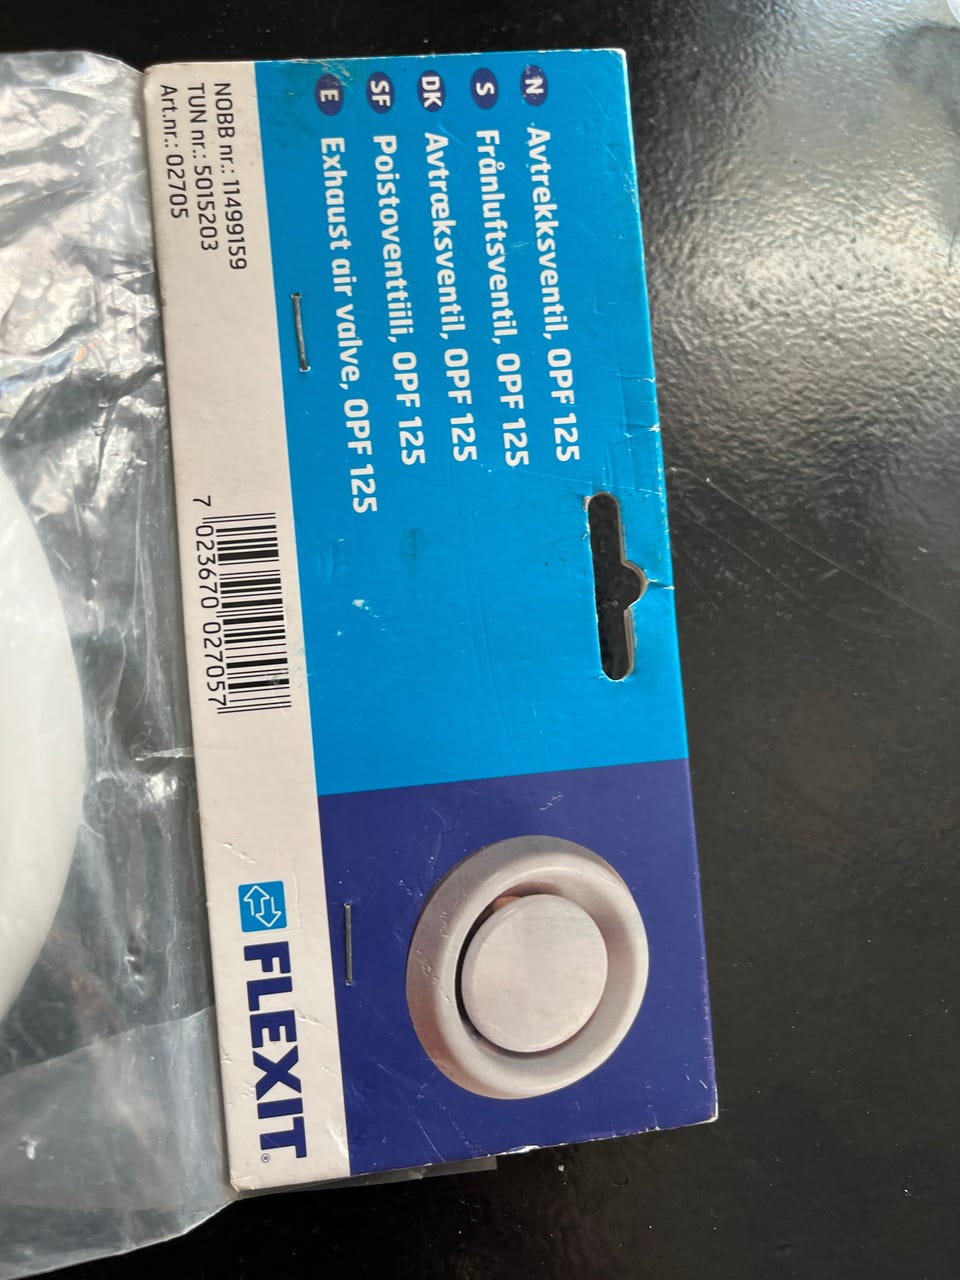 N Avtrekksventil, OPF 125
S Frånluftsventil, OPF 125
DK Avtræksventil, OPF 125
SF Poistoventtiili, OPF 125
E Exhaust air valve, OPF 125
NOBB nr.: 11499159
TUN nr.: 5015203
Art.nr.: 02705
7 023670 027057
FLEXIT®